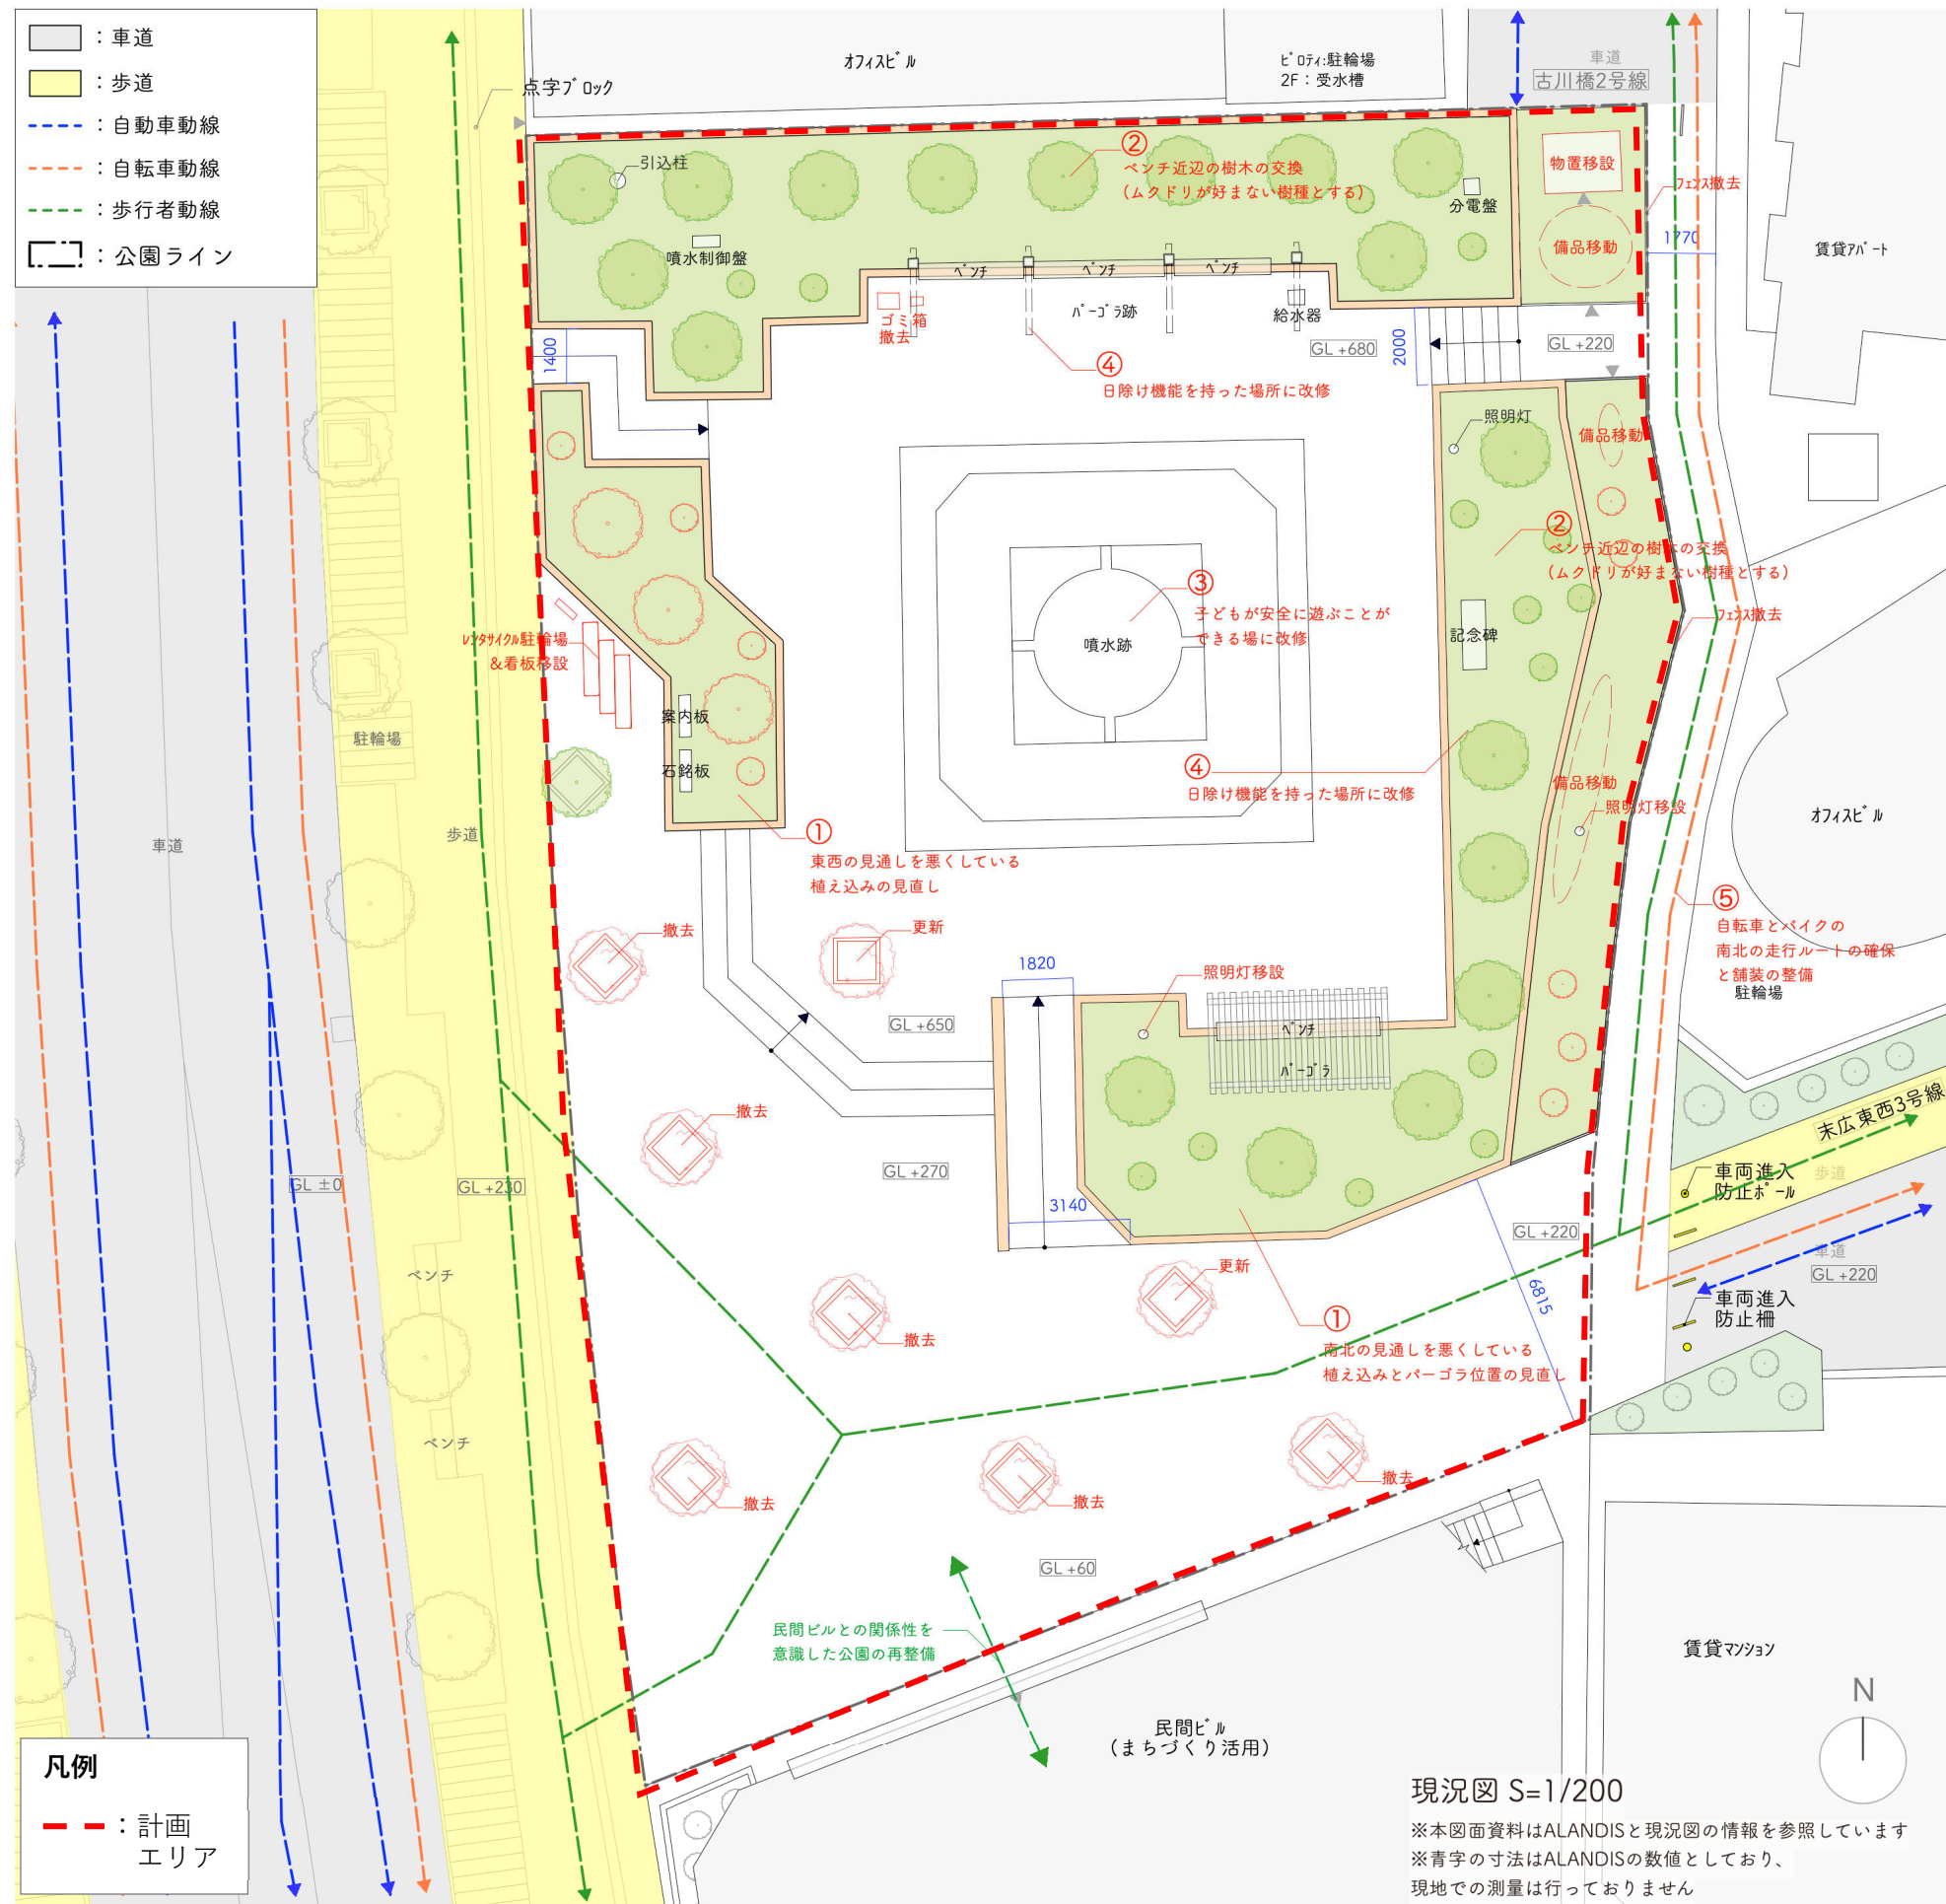 ：車道
：歩道
：自動車動線
：自転車動線
：歩行者動線
：公園ライン
点字ブロック
オフィスビル
ピロティ:駐輪場
2F：受水槽
車道
古川橋2号線
引込柱
②
ベンチ近辺の樹木の交換
（ムクドリが好まない樹種とする）
物置移設
フェンス撤去
分電盤
備品移動
1770
賃貸アパート
噴水制御盤
ベンチ
ベンチ
ベンチ
ゴミ箱
撤去
パーゴラ跡
給水器
1400
GL +680
2000
GL +220
④
日除け機能を持った場所に改修
照明灯
備品移動
②
ベンチ近辺の樹木の交換
（ムクドリが好まない樹種とする）
③
子どもが安全に遊ぶことが
できる場に改修
噴水跡
記念碑
フェンス撤去
レンタサイクル駐輪場
&看板移設
案内板
石銘板
駐輪場
車道
歩道
④
日除け機能を持った場所に改修
備品移動
照明灯移設
オフィスビル
①
東西の見通しを悪くしている
植え込みの見直し
⑤
自転車とバイクの
南北の走行ルートの確保
と舗装の整備
駐輪場
撤去
更新
1820
照明灯移設
GL +650
ベンチ
パーゴラ
撤去
GL +270
GL ±0
GL +230
3140
GL +220
末広東西3号線
車両進入
防止ポール
歩道
車道
GL +220
車両進入
防止柵
6815
ベンチ
撤去
更新
①
南北の見通しを悪くしている
植え込みとパーゴラ位置の見直し
ベンチ
撤去
撤去
撤去
GL +60
民間ビルとの関係性を
意識した公園の再整備
民間ビル
（まちづくり活用）
賃貸マンション
N
凡例
：計画
エリア
現況図 S=1/200
※本図面資料はALANDISと現況図の情報を参照しています
※青字の寸法はALANDISの数値としており、
現地での測量は行っておりません